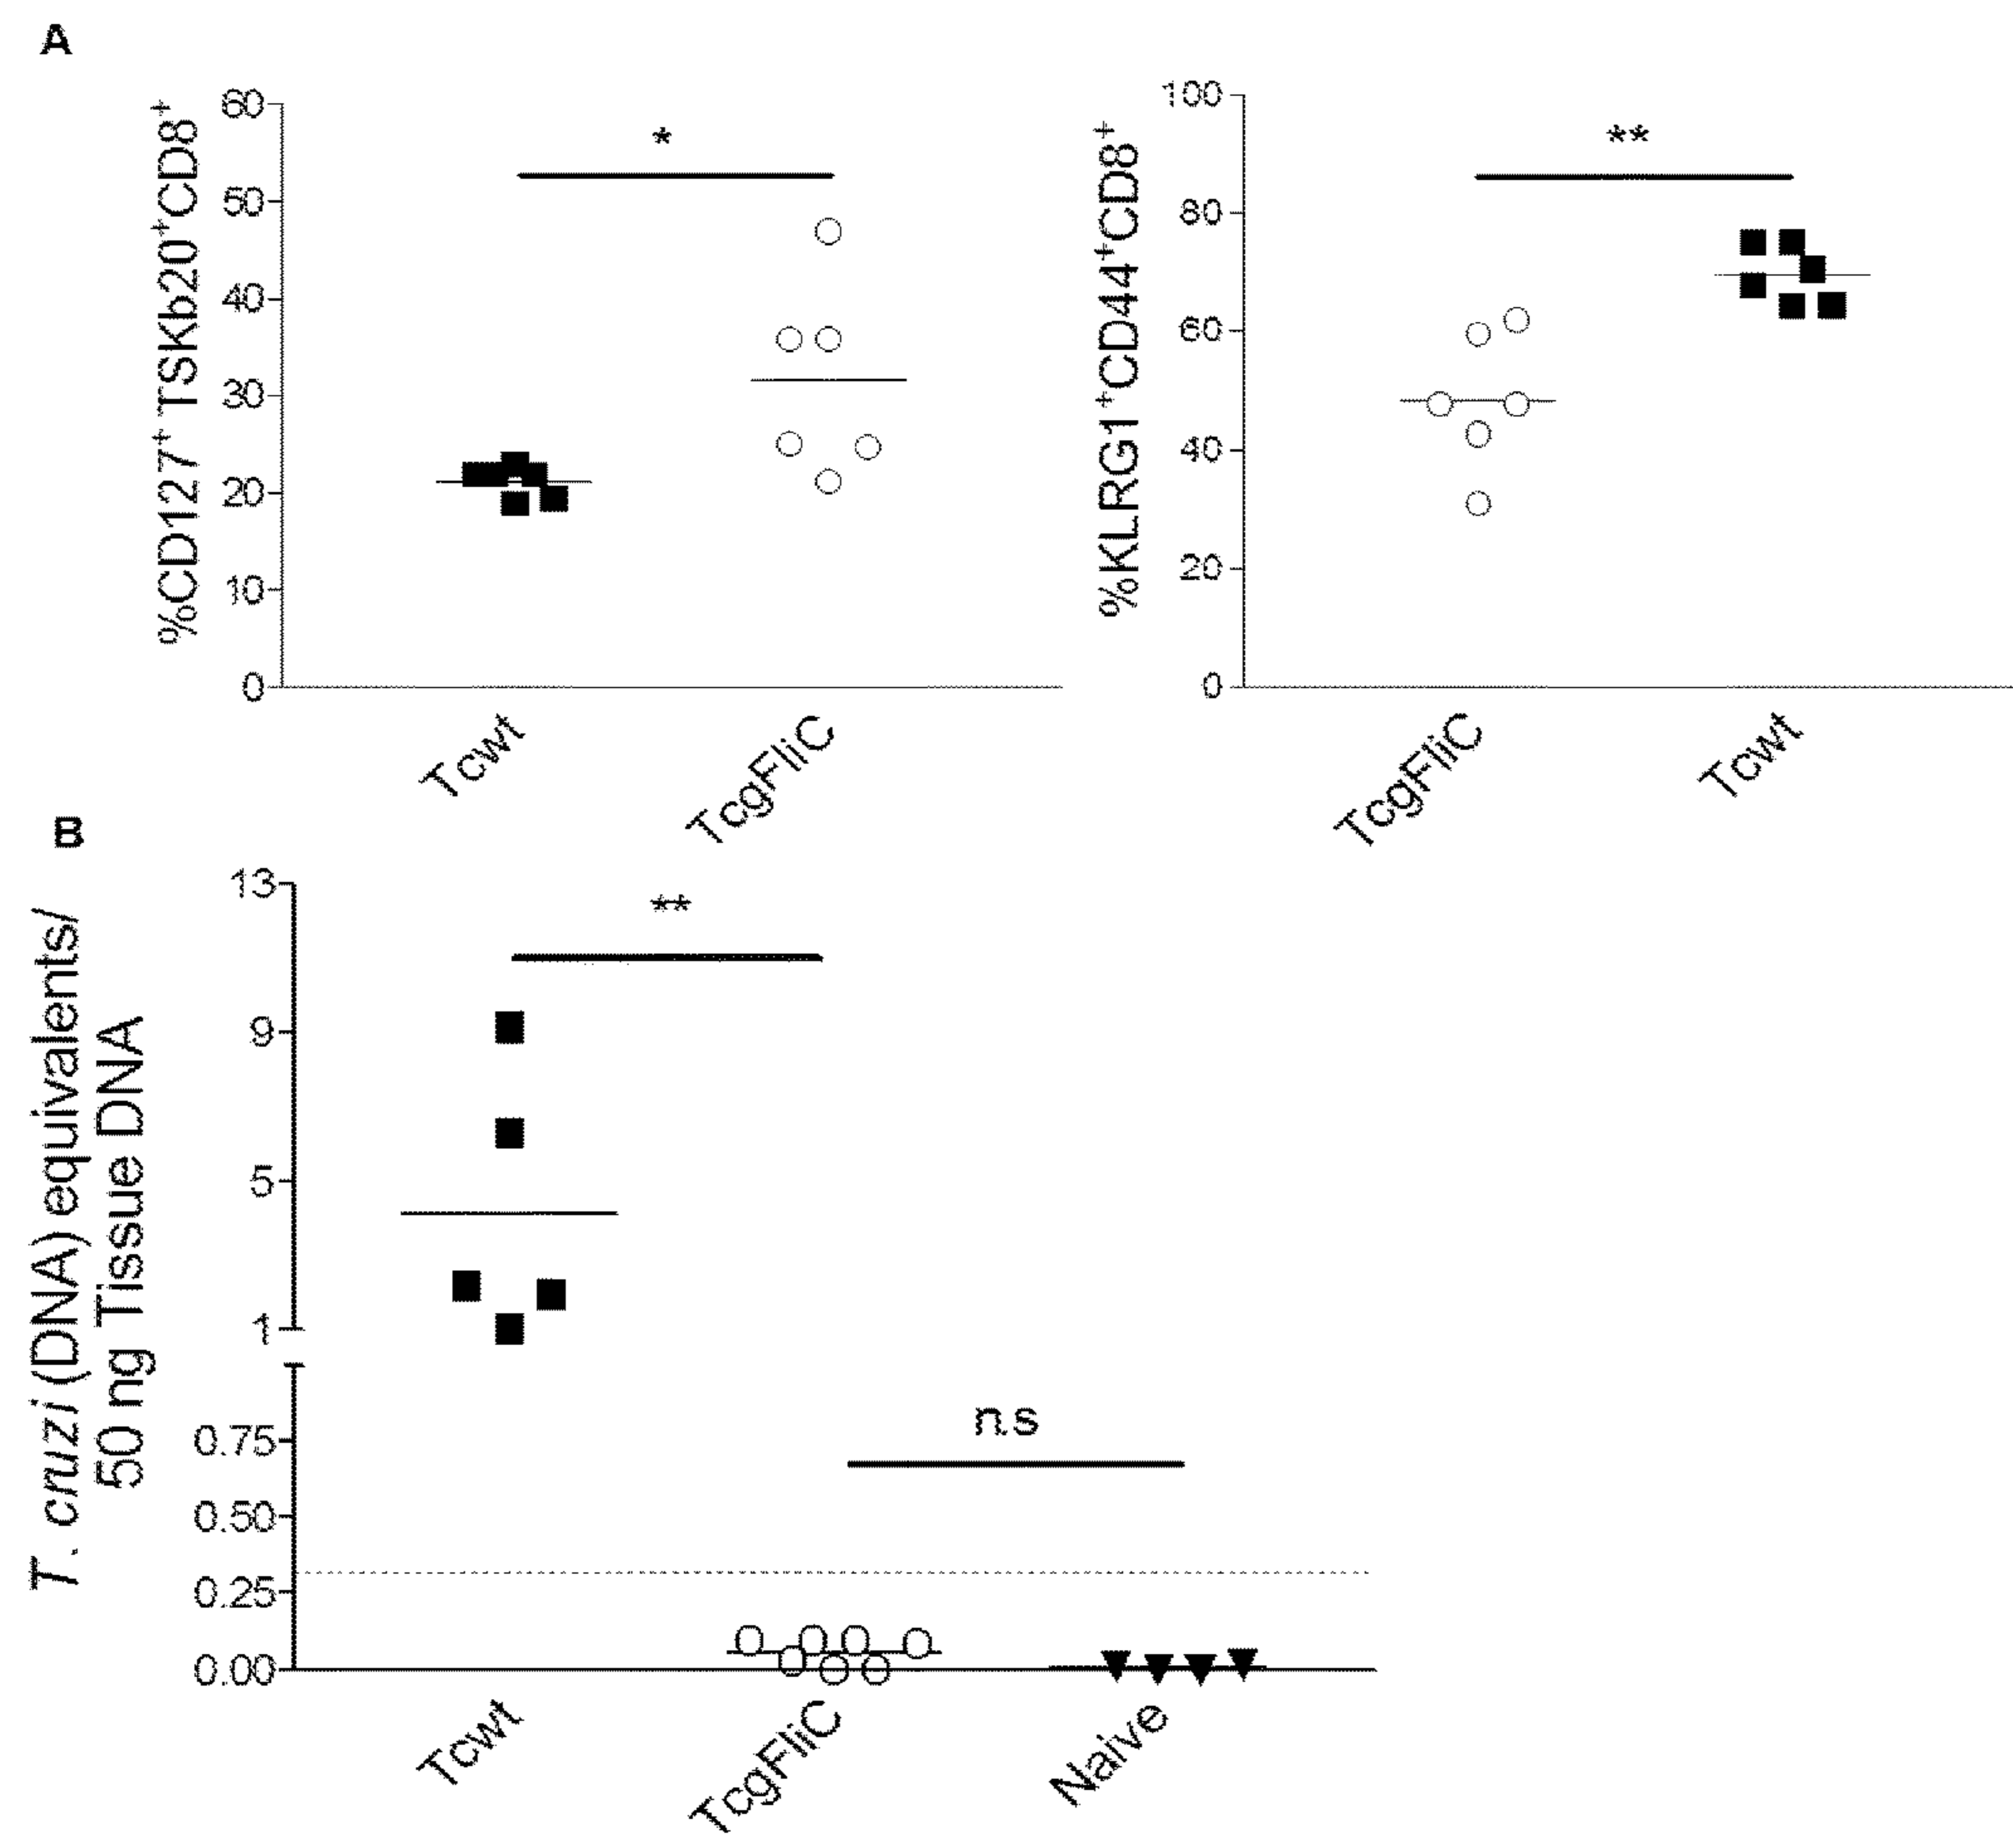 A
%CD127+TSKb20+CD8+
60
50
40
30
20
10
0
*
Tcwt
TcgFliC
%KLRG1+CD44+CD8+
100
80
60
40
20
0
**
TcgFliC
Tcwt
B
T. cruzi (DNA) equivalents/
50 ng Tissue DNA
13
9
5
1
0.75
0.50
0.25
0.00
**
n.s
Tcwt
TcgFliC
Naive